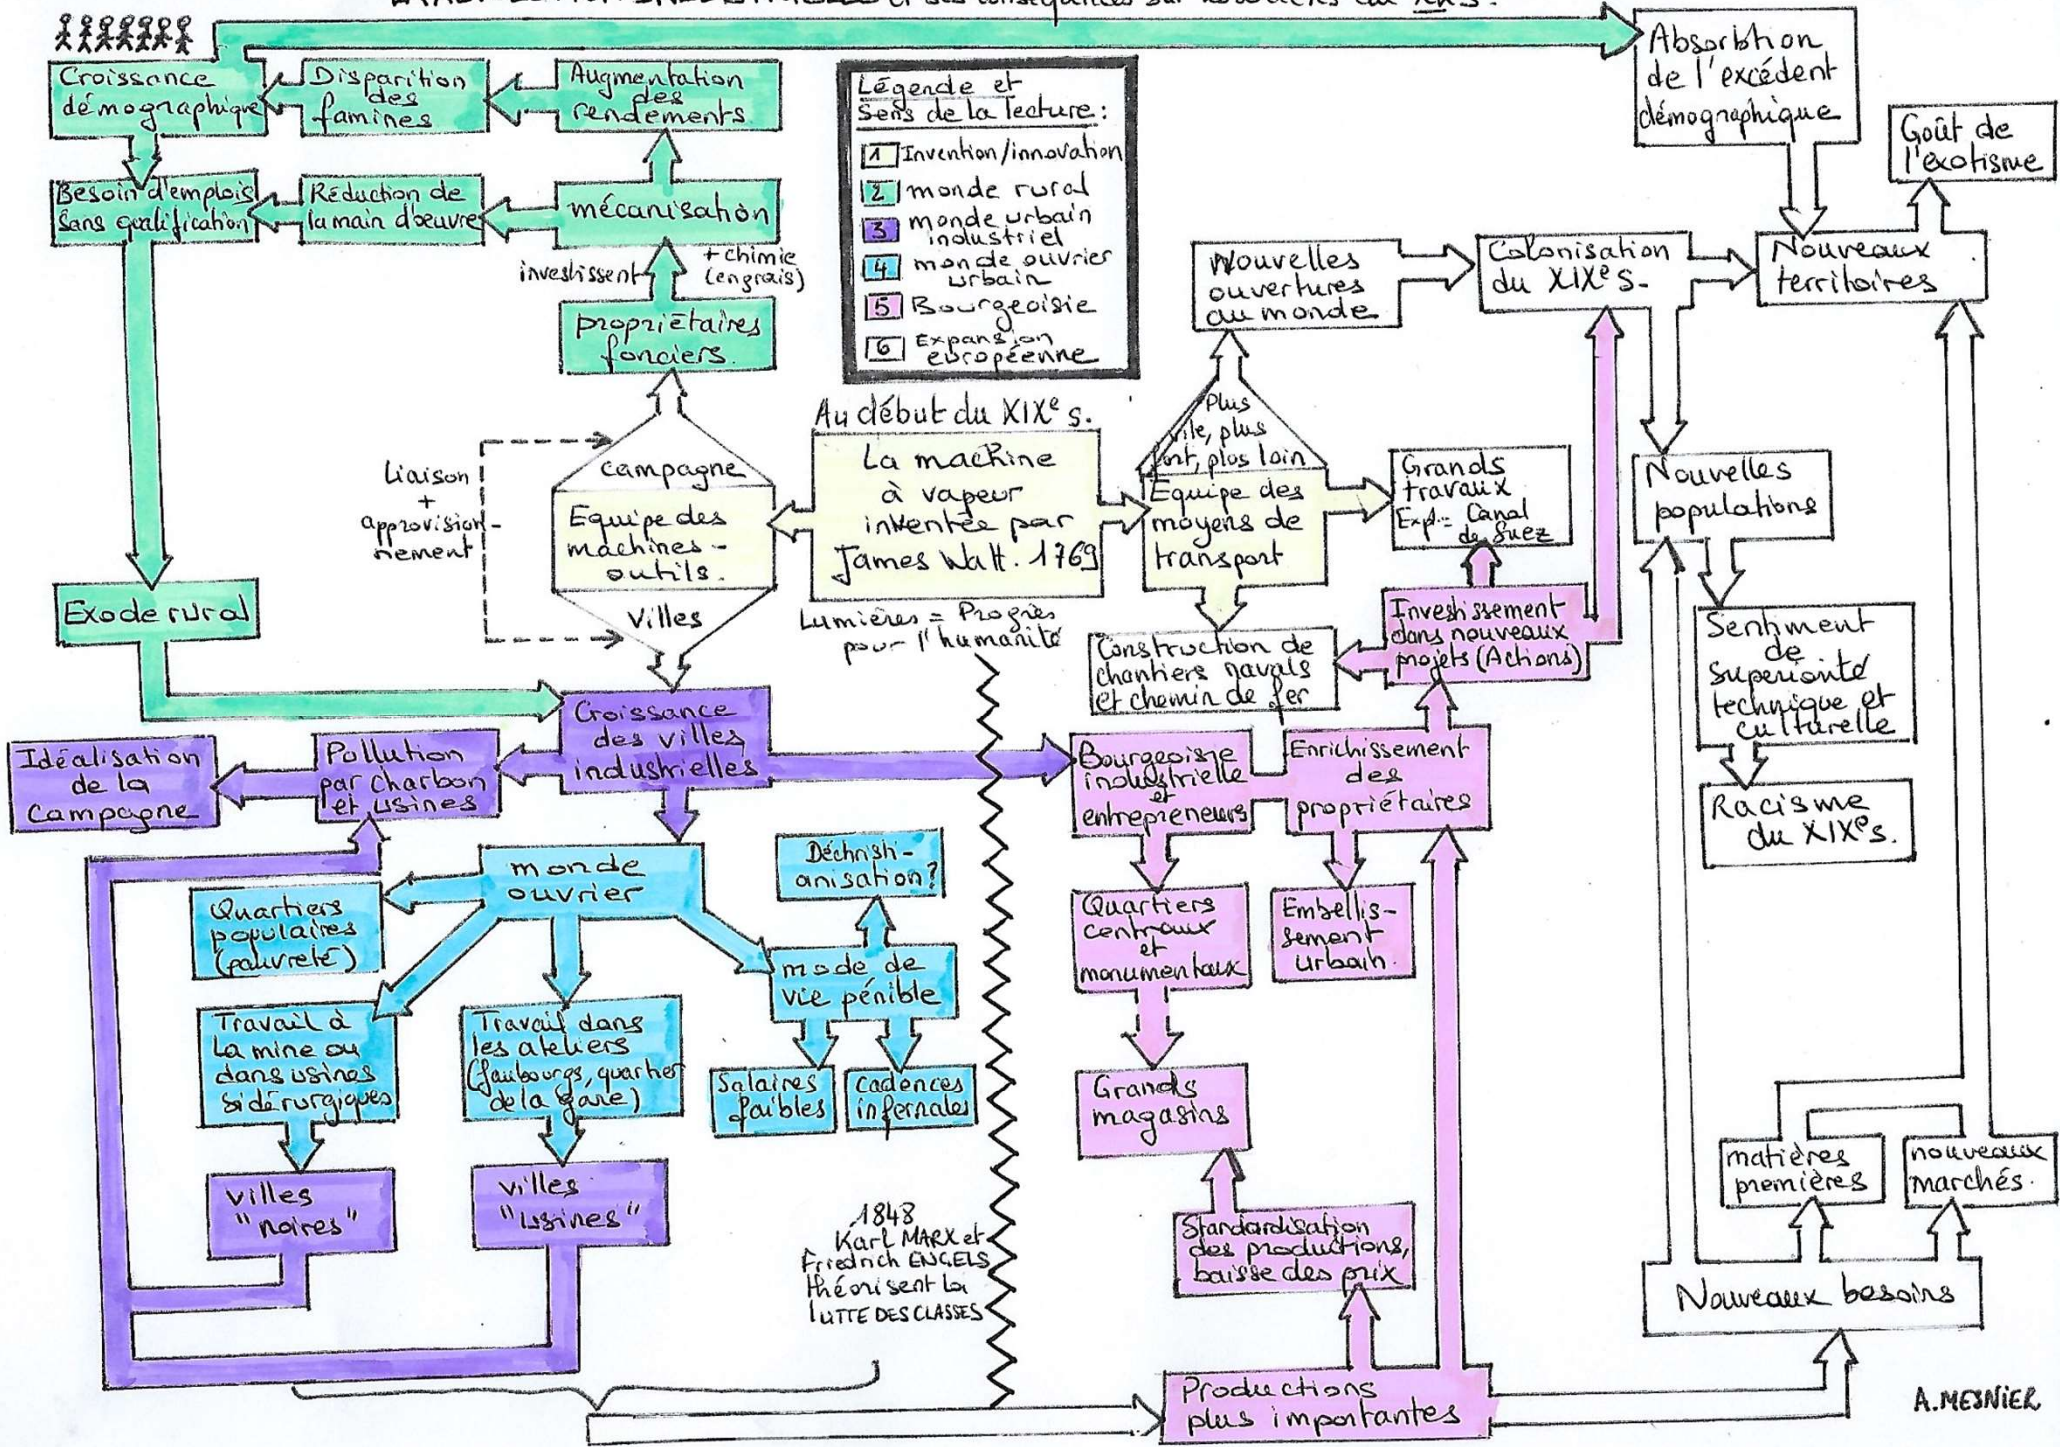 et ses conséquences sur
Croissance
démographique
Disparition
des
famines
Augmentation
des
rendements
Légende et
Sens de la lecture :
1 Invention/innovation
2 monde rural
3 monde urbain
industriel
4 monde ouvrier
urbain
5 Bourgeoisie
6 Expansion
européenne
Absorbtion
de l'excédent
démographique
Goût de
l'exotisme
Besoin d'emplois
Sans qualification
Réduction de
la main d'œuvre
mécanisation
investissent
+ chimie
(engrais)
propriétaires
fonciers.
Nouvelles
ouvertures
au monde
Colonisation
du XIXe s.
Nouveaux
territoires
Au début du XIXe s.
La machine
à vapeur
inventée par
James Watt. 1769
Lumières = Progrès
pour l'humanité
Liaison
+
approvision-
nement
Campagne
Equipe des
machines-
outils.
Villes
Plus
vite, plus
fort, plus loin
Equipe des
moyens de
transport
Grands
travaux
Exp.= Canal
de Suez
Nouvelles
populations
Exode rural
Construction de
chantiers navals
et chemin de fer
Investissement
dans nouveaux
projets (Actions)
Sentiment
de
Supériorité
technique et
culturelle
Croissance
des villes
industrielles
Idéalisation
de la
Campagne
Pollution
par charbon
et usines
Bourgeoisie
industrielle
et
entrepreneurs
Enrichissement
des
propriétaires
Racisme
du XIXe s.
monde
ouvrier
Déchristi-
anisation?
Quartiers
populaires
(pauvreté)
mode de
vie pénible
Quartiers
centraux
et
monumentaux
Embellis-
sement
urbain.
Travail à
la mine ou
dans usines
sidérurgiques
Travail dans
les ateliers
(faubourgs, quartier
de la gare)
Salaires
faibles
Cadences
infernales
Grands
magasins
matières
premières
nouveaux
marchés.
villes
"noires"
villes
"usines"
1848
Karl MARX et
Friedrich ENGELS
théorisent la
LUTTE DES CLASSES
Standardisation
des productions,
baisse des prix
Nouveaux besoins
Productions
plus importantes
A.MESNIER